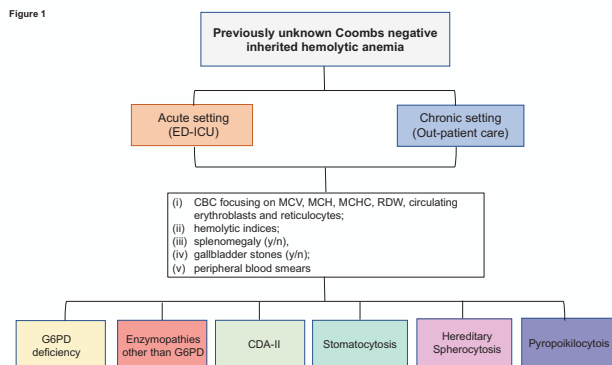 Figure 1
Previously unknown Coombs negative
inherited hemolytic anemia
Acute setting
(ED-ICU)
Chronic setting
(Out-patient care)
(i) CBC focusing on MCV, MCH, MCHC, RDW, circulating
erythroblasts and reticulocytes;
(ii) hemolytic indices;
(iii) splenomegaly (y/n),
(iv) gallbladder stones (y/n);
(v) peripheral blood smears
G6PD
deficiency
Enzymopathies
other than G6PD
CDA-II
Stomatocytosis
Hereditary
Spherocytosis
Pyropoikilocytois